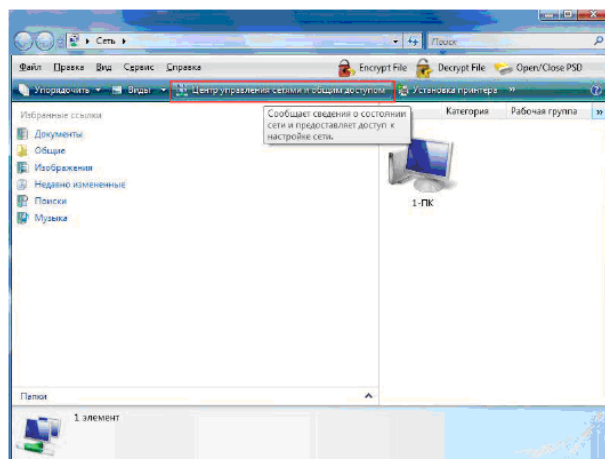 Сеть
Поиск
Файл Правка Вид Сервис Справка
Encrypt File Decrypt File Open/Close PSD
Упорядочить Виды Центр управления сетями и общим доступом Установка принтера »
Избранные ссылки
Документы
Общие
Изображения
Недавно измененные
Поиски
Музыка
Сообщает сведения о состоянии
сети и предоставляет доступ к
настройке сети.
Категория Рабочая группа »
1-ПК
Папки
1 элемент